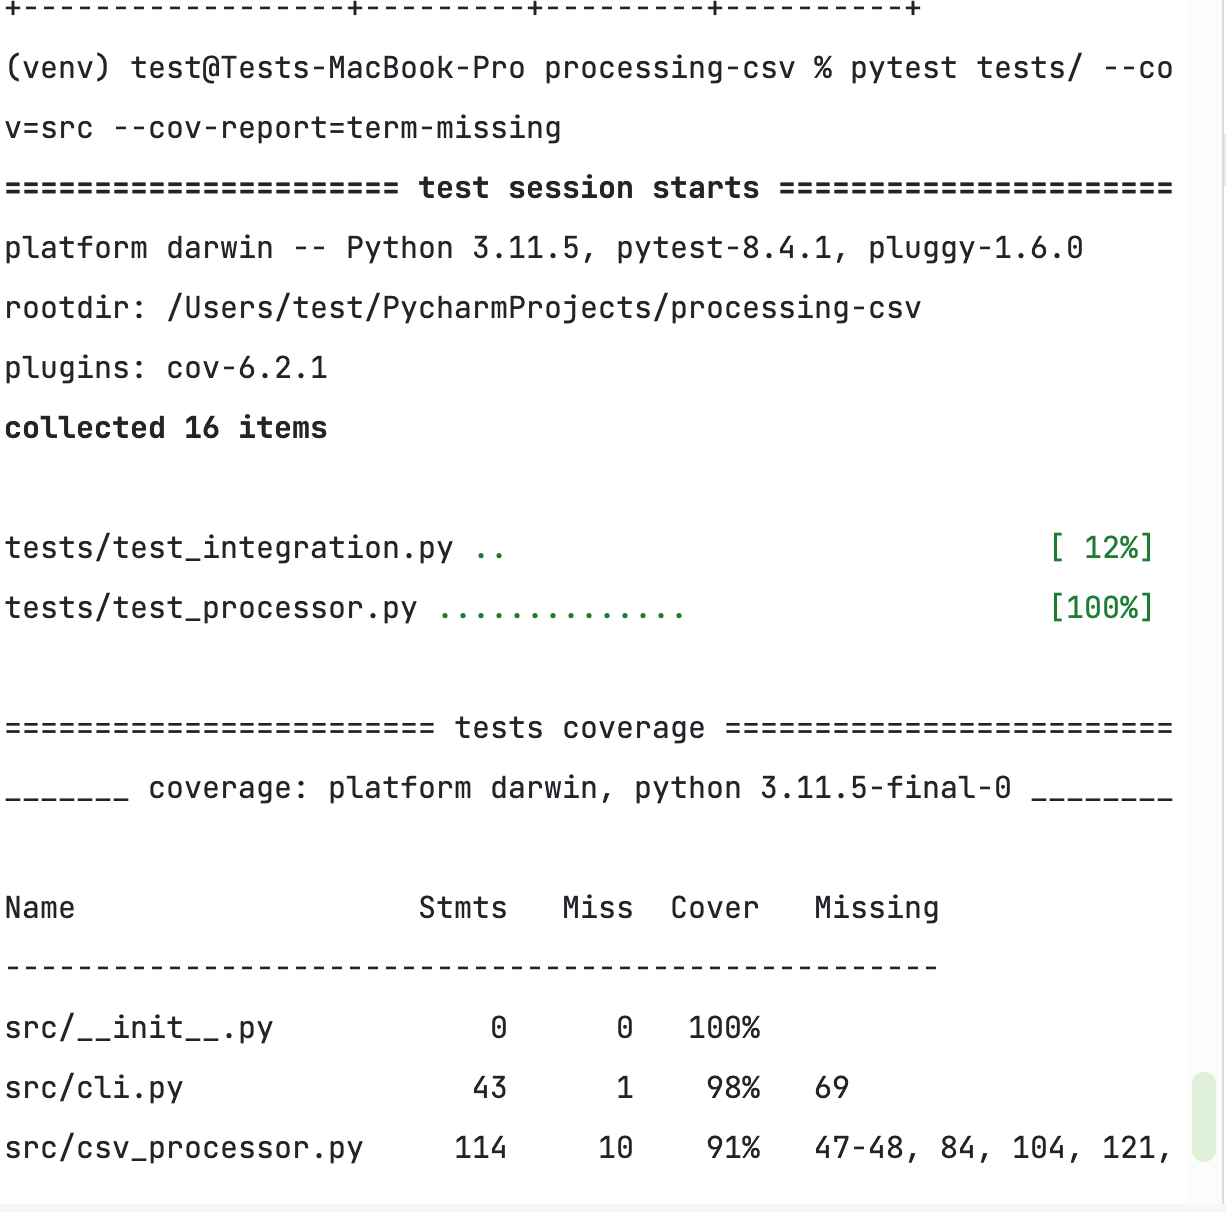 +------------------+---------+---------+----------+
(venv) test@Tests-MacBook-Pro processing-csv % pytest tests/ --co
v=src --cov-report=term-missing
====================== test session starts ======================
platform darwin -- Python 3.11.5, pytest-8.4.1, pluggy-1.6.0
rootdir: /Users/test/PycharmProjects/processing-csv
plugins: cov-6.2.1
collected 16 items
tests/test_integration.py .. [ 12%]
tests/test_processor.py .............. [100%]
======================== tests coverage =========================
_______ coverage: platform darwin, python 3.11.5-final-0 ________
Name Stmts Miss Cover Missing
----------------------------------------------------
src/__init__.py 0 0 100%
src/cli.py 43 1 98% 69
src/csv_processor.py 114 10 91% 47-48, 84, 104, 121,